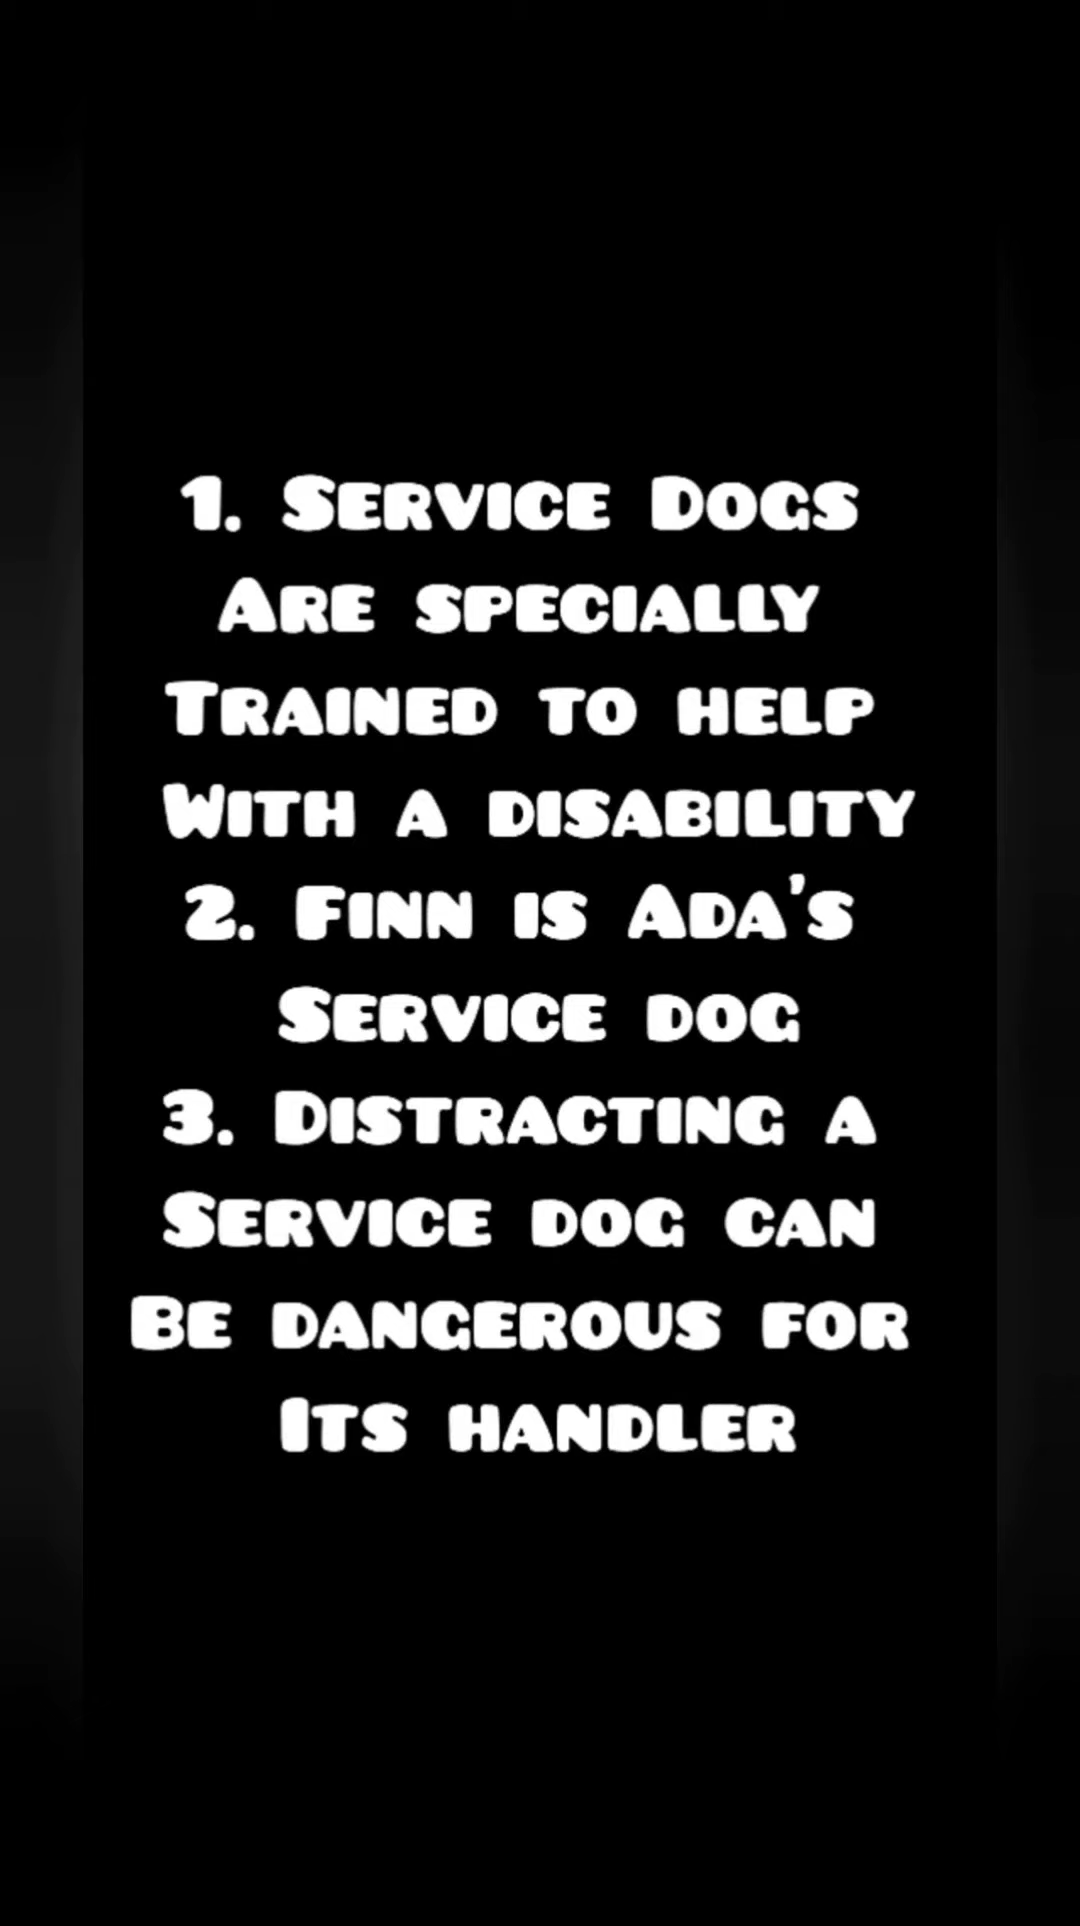 1. Service Dogs
Are specially
Trained to help
With a disability
2. Finn is Ada's
Service dog
3. Distracting a
Service dog can
Be dangerous for
Its handler